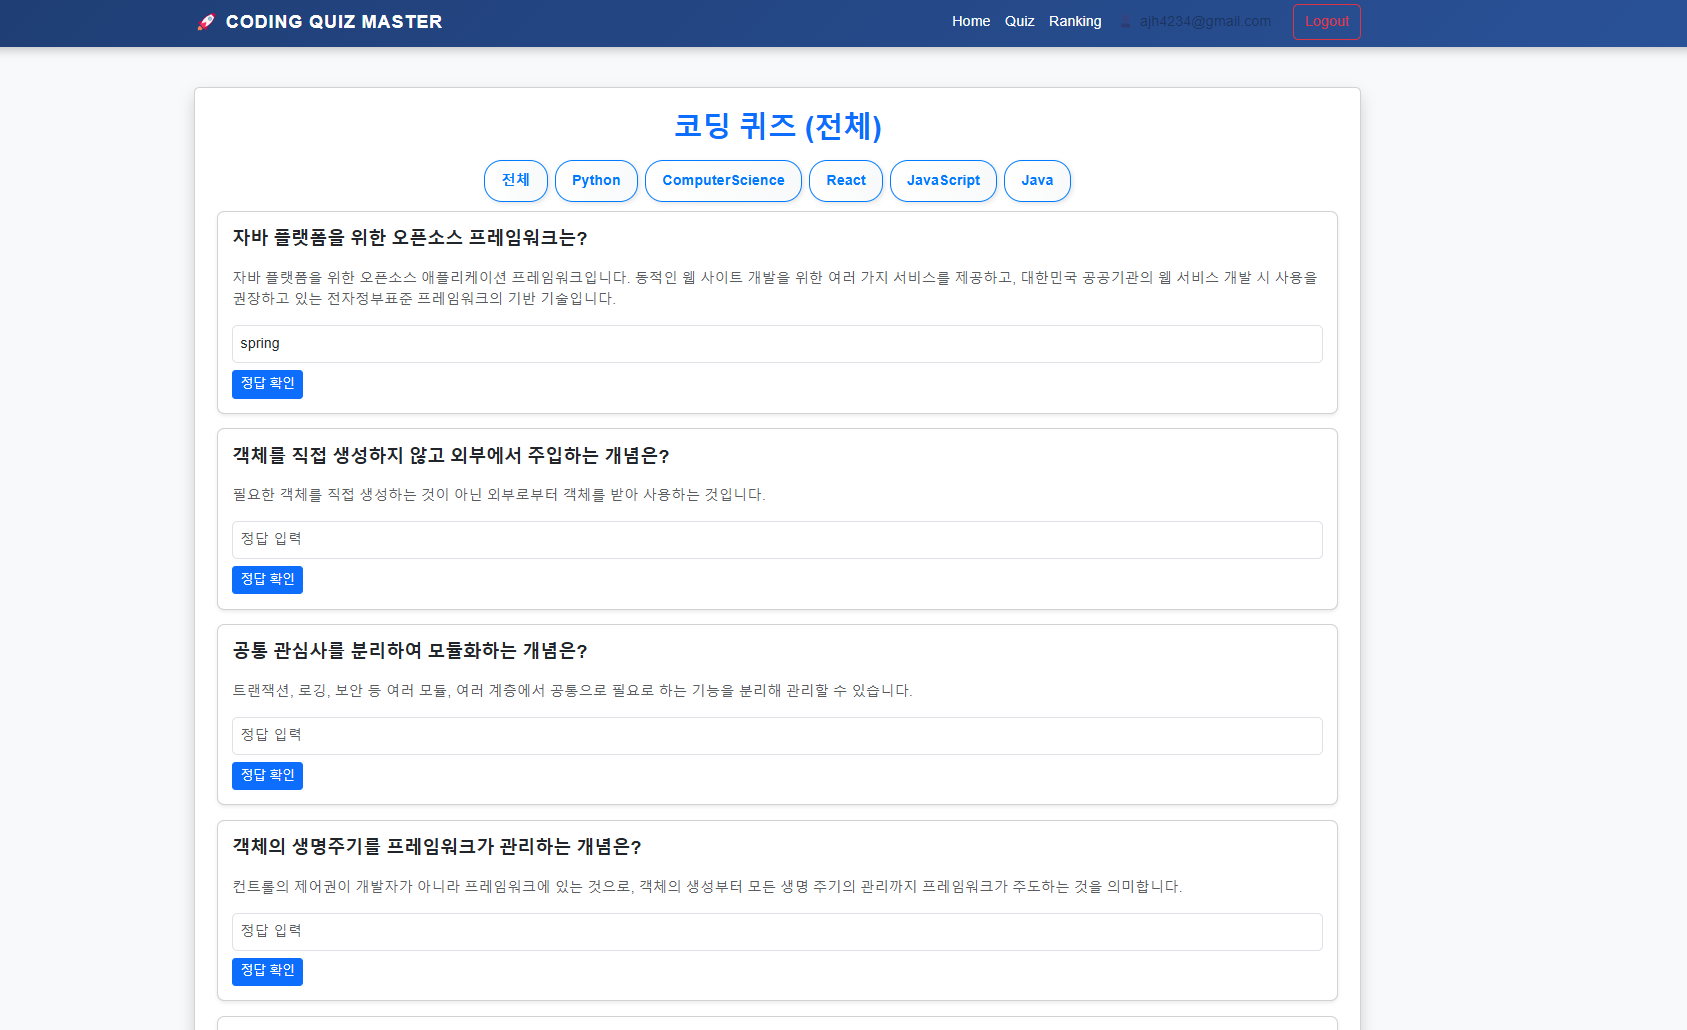 CODING QUIZ MASTER
Home Quiz Ranking ajh4234@gmail.com Logout
코딩 퀴즈 (전체)
전체 Python ComputerScience React JavaScript Java
자바 플랫폼을 위한 오픈소스 프레임워크는?
자바 플랫폼을 위한 오픈소스 애플리케이션 프레임워크입니다. 동적인 웹 사이트 개발을 위한 여러 가지 서비스를 제공하고, 대한민국 공공기관의 웹 서비스 개발 시 사용을
권장하고 있는 전자정부표준 프레임워크의 기반 기술입니다.
spring
정답 확인
객체를 직접 생성하지 않고 외부에서 주입하는 개념은?
필요한 객체를 직접 생성하는 것이 아닌 외부로부터 객체를 받아 사용하는 것입니다.
정답 입력
정답 확인
공통 관심사를 분리하여 모듈화하는 개념은?
트랜잭션, 로깅, 보안 등 여러 모듈, 여러 계층에서 공통으로 필요로 하는 기능을 분리해 관리할 수 있습니다.
정답 입력
정답 확인
객체의 생명주기를 프레임워크가 관리하는 개념은?
컨트롤의 제어권이 개발자가 아니라 프레임워크에 있는 것으로, 객체의 생성부터 모든 생명 주기의 관리까지 프레임워크가 주도하는 것을 의미합니다.
정답 입력
정답 확인